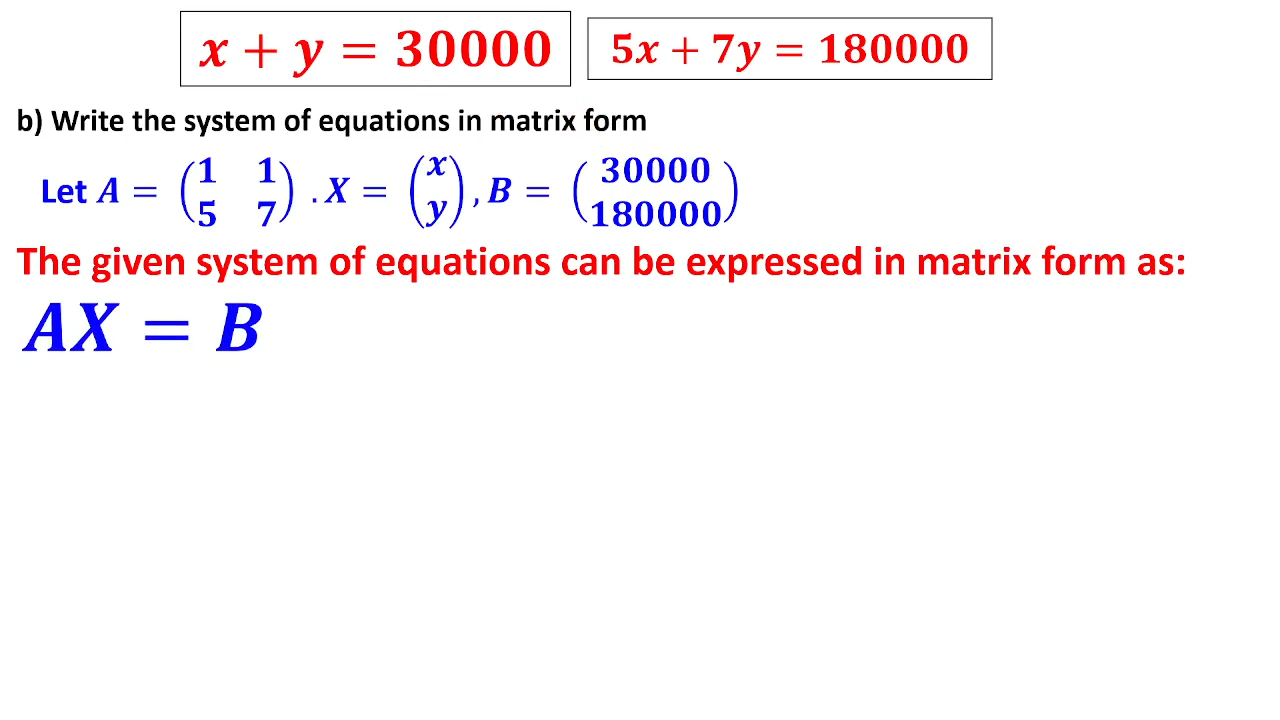 x + y = 30000 5x + 7y = 180000
b) Write the system of equations in matrix form
Let A = (1 1 5 7) . X = (x y), B = (30000 180000)
The given system of equations can be expressed in matrix form as:
AX = B